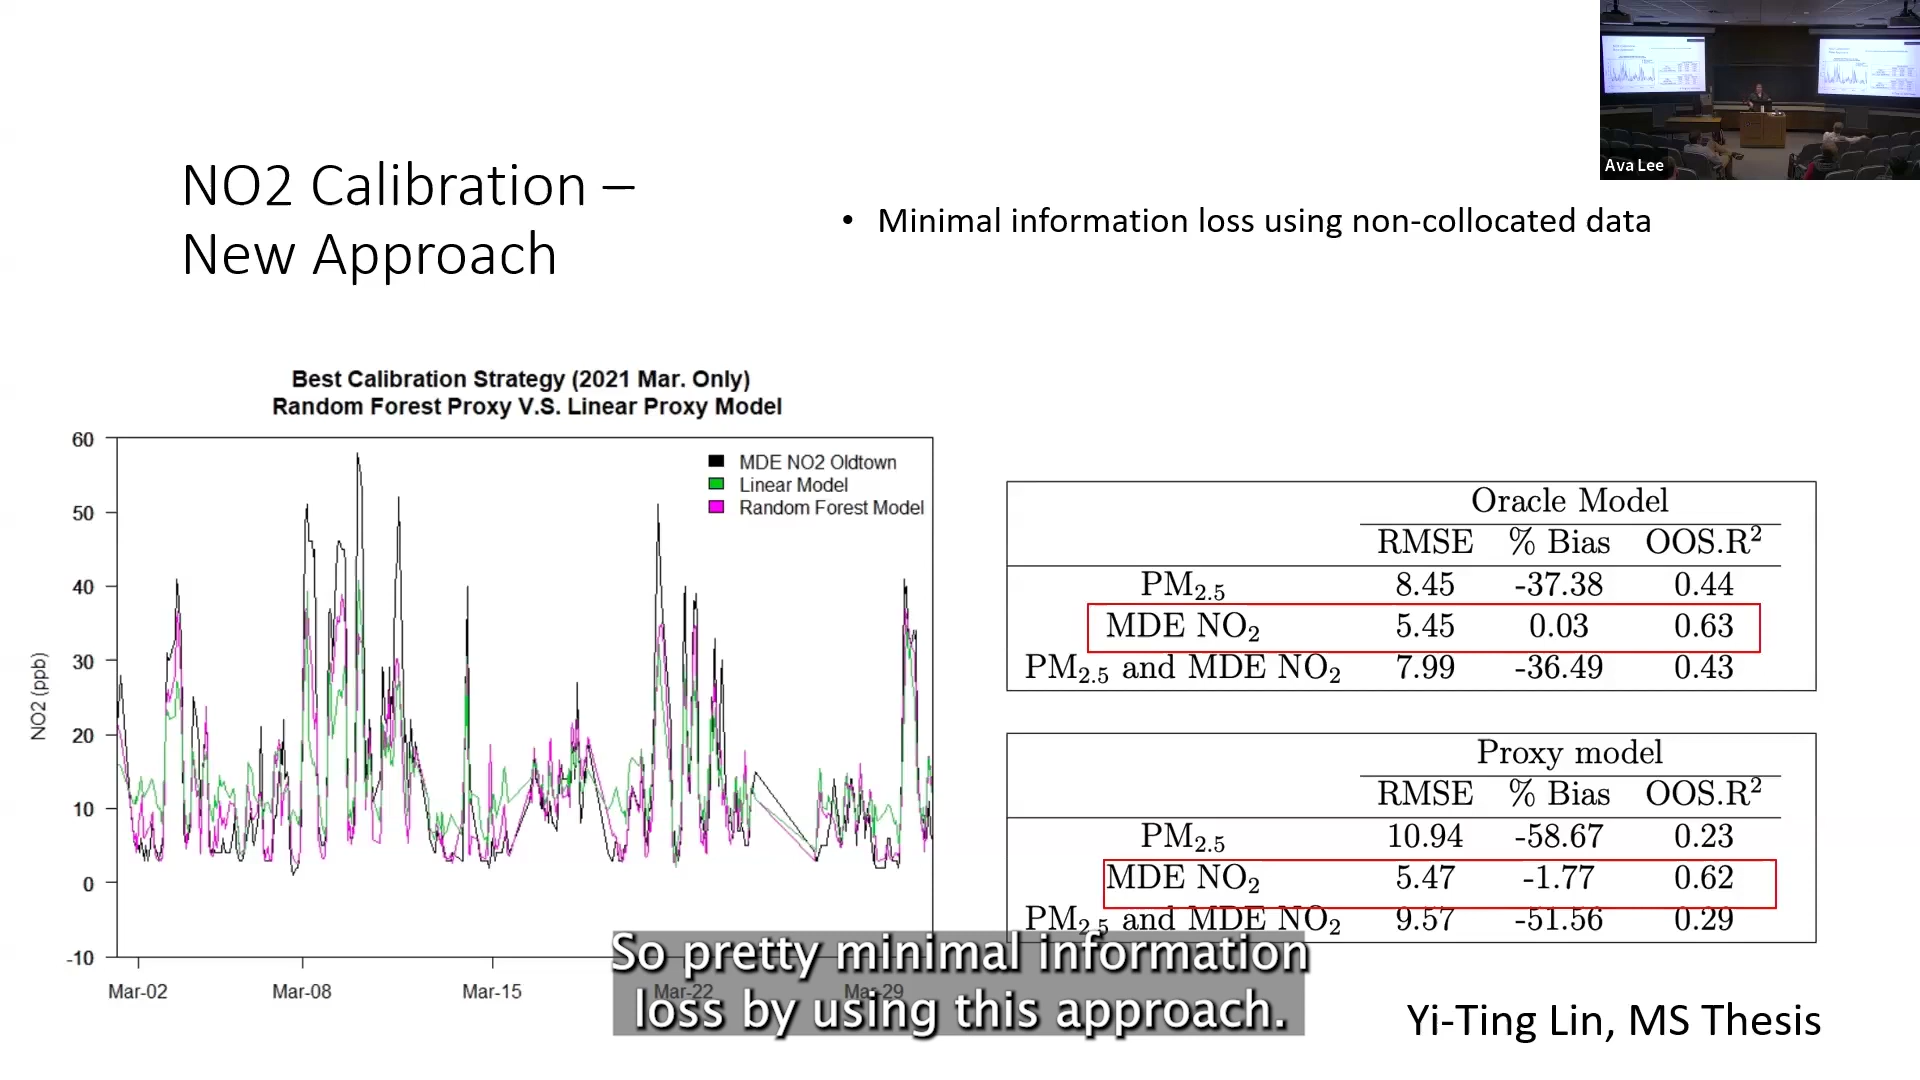 Ava Lee
NO2 Calibration –
New Approach
• Minimal information loss using non-collocated data
Best Calibration Strategy (2021 Mar. Only)
Random Forest Proxy V.S. Linear Proxy Model
MDE NO2 Oldtown
Linear Model
Random Forest Model
NO2 (ppb)
60
50
40
30
20
10
0
-10
Mar-02 Mar-08 Mar-15 Mar-22 Mar-29
Oracle Model
RMSE % Bias OOS.R²
PM₂.₅ 8.45 -37.38 0.44
MDE NO₂ 5.45 0.03 0.63
PM₂.₅ and MDE NO₂ 7.99 -36.49 0.43
Proxy model
RMSE % Bias OOS.R²
PM₂.₅ 10.94 -58.67 0.23
MDE NO₂ 5.47 -1.77 0.62
PM₂.₅ and MDE NO₂ 9.57 -51.56 0.29
So pretty minimal information
loss by using this approach.
Yi-Ting Lin, MS Thesis